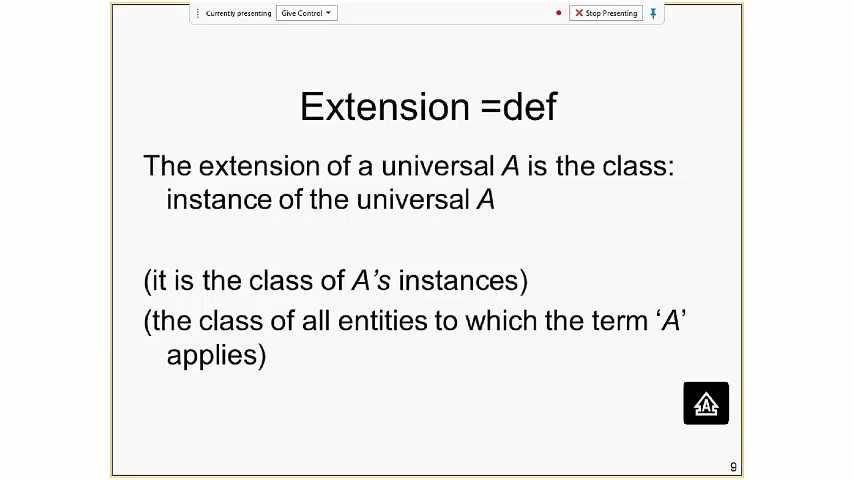 Currently presenting Give Control Stop Presenting
Extension =def
The extension of a universal A is the class:
instance of the universal A
(it is the class of A’s instances)
(the class of all entities to which the term ‘A’
applies)
A
9